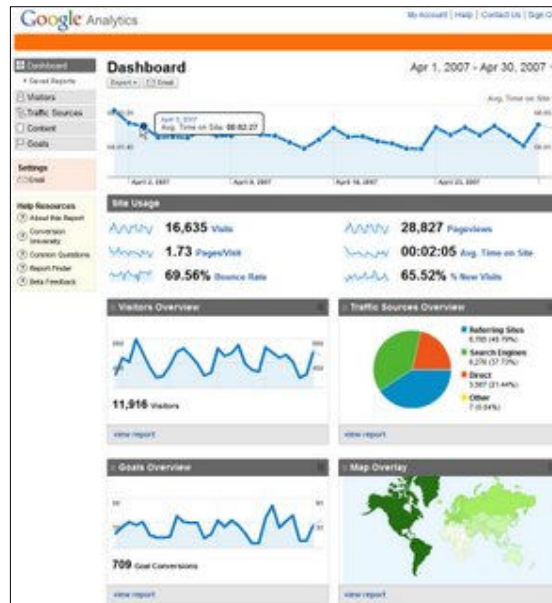 Google Analytics
My Account | Help | Contact Us | Sign O
Dashboard
Saved Reports
Visitors
Traffic Sources
Content
Goals
Settings
Email
Help Resources
About this Report
Conversion
University
Common Questions
Report Finder
Beta Feedback
Dashboard
Apr 1, 2007 - Apr 30, 2007
Export
Email
Avg. Time on Site
Avg. Time on Site: 00:02:27
April 2, 2007
April 9, 2007
April 16, 2007
April 23, 2007
Site Usage
16,635 Visits
28,827 Pageviews
1.73 Pages/Visit
00:02:05 Avg. Time on Site
69.56% Bounce Rate
65.52% % New Visits
Visitors Overview
11,916 Visitors
view report
Traffic Sources Overview
Referring Sites
Search Engines
Direct
Other
view report
Goals Overview
709 Goal Conversions
view report
Map Overlay
view report